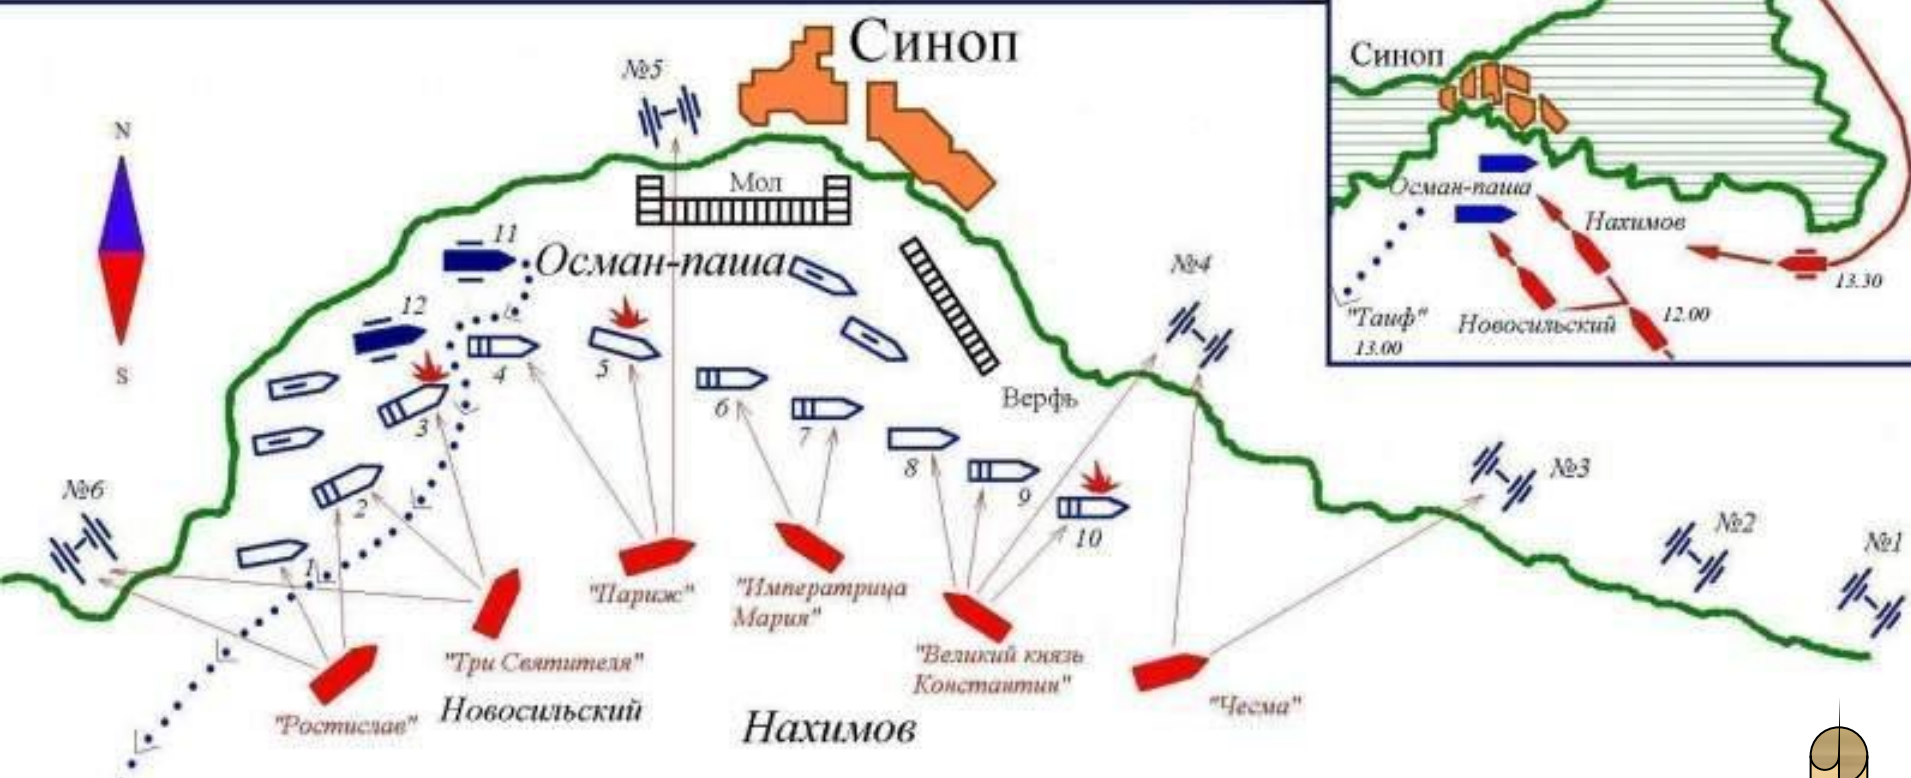 Синоп
№5
N
Мол
11
Осман-паша
№4
12
4
5
S
6
Верфь
3
7
8
9
№3
№6
2
10
№2
№1
1
"Париж"
"Императрица
Мария"
"Три Святителя"
"Великий князь
Константин"
"Чесма"
"Ростислав"
Новосильский
Нахимов
Синоп
Осман-паша
Нахимов
13.30
"Таиф"
13.00
Новосильский
12.00